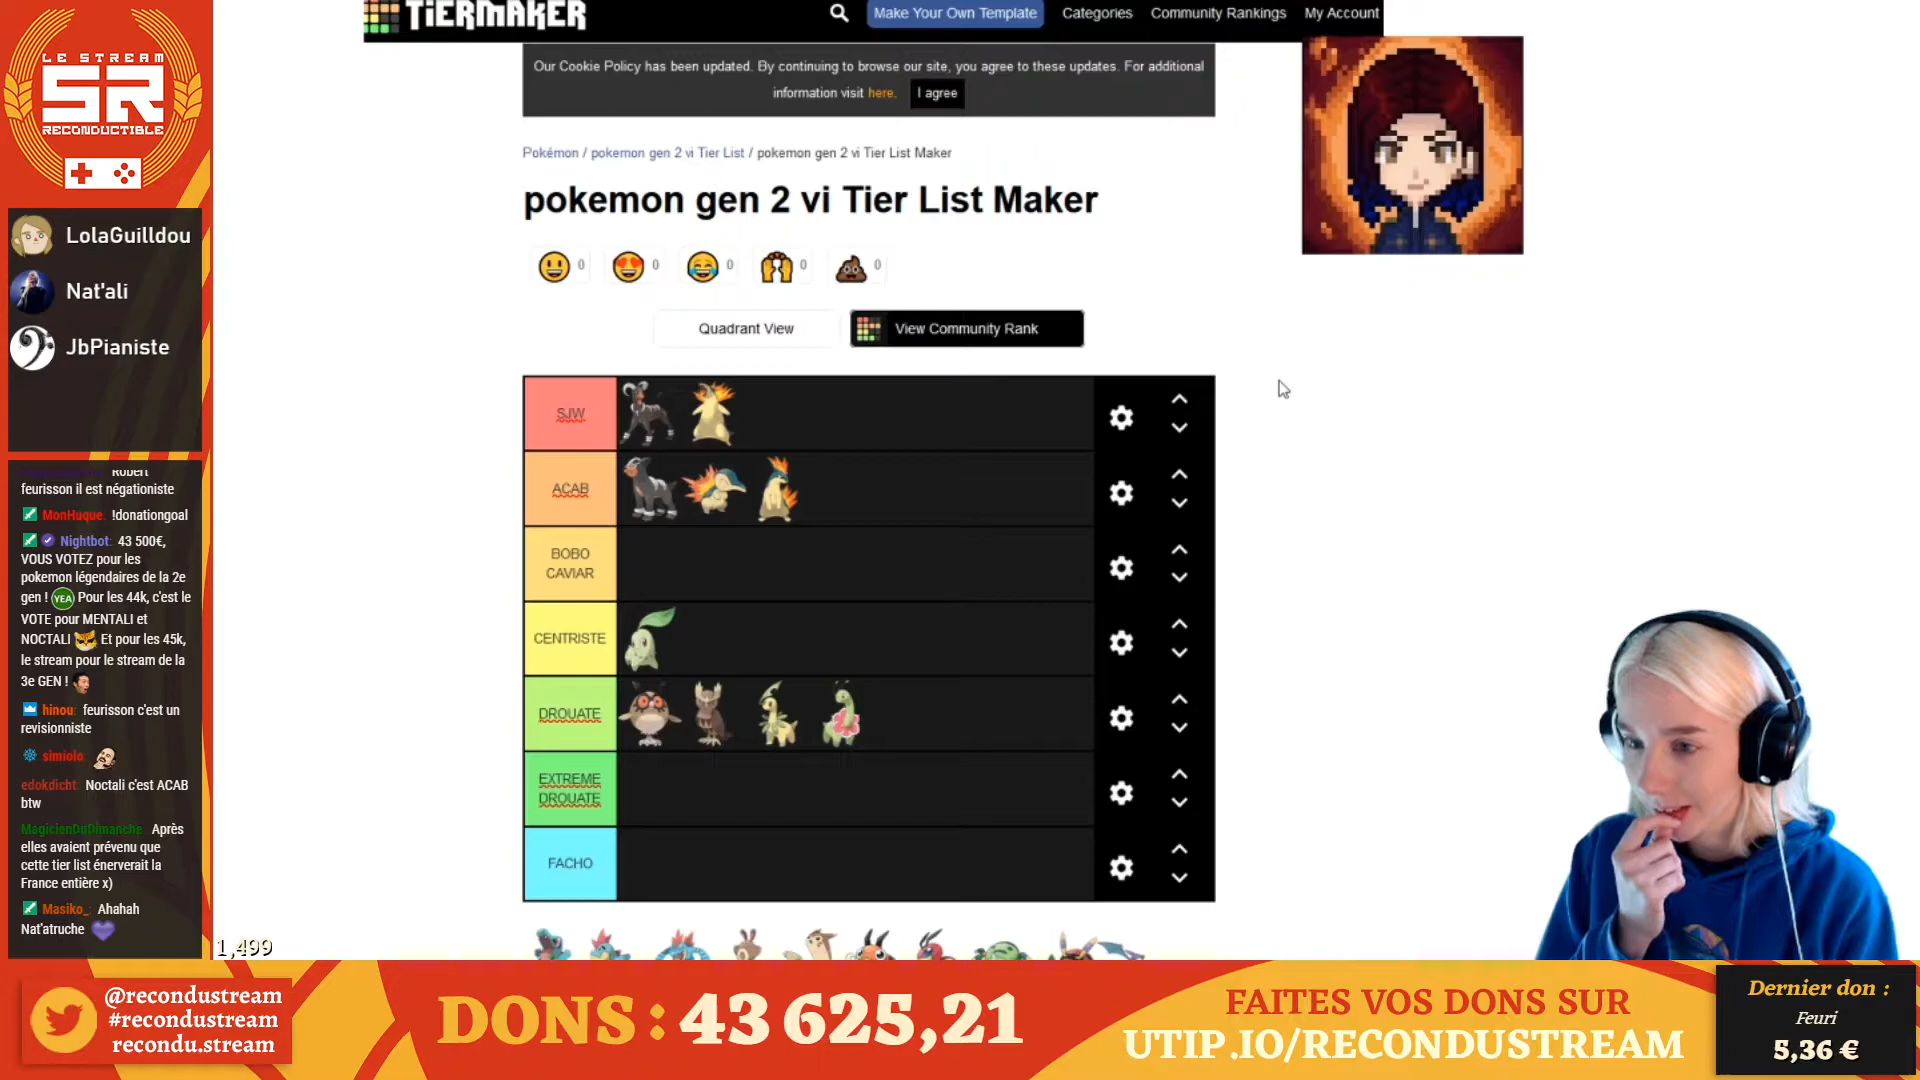 LE STREAM
SR
RECONDUCTIBLE
LolaGuilldou
Nat'ali
JbPianiste
Robert
feurisson il est négationiste
MonHuque: !donationgoal
Nightbot: 43 500€,
VOUS VOTEZ pour les
pokemon légendaires de la 2e
gen ! YEA Pour les 44k, c'est le
VOTE pour MENTALI et
NOCTALI Et pour les 45k,
le stream pour le stream de la
3e GEN !
hinou: feurisson c'est un
revisionniste
simiolo:
edokdicht: Noctali c'est ACAB
btw
MagicienDuDimanche: Après
elles avaient prévenu que
cette tier list énerverait la
France entière x)
Masiko_: Ahahah
Nat'atruche
1,499
TiERMAKER
Make Your Own Template
Categories
Community Rankings
My Account
Our Cookie Policy has been updated. By continuing to browse our site, you agree to these updates. For additional
information visit here. I agree
Pokémon / pokemon gen 2 vi Tier List / pokemon gen 2 vi Tier List Maker
pokemon gen 2 vi Tier List Maker
0 0 0 0 0
Quadrant View
View Community Rank
SJW
ACAB
BOBO
CAVIAR
CENTRISTE
DROUATE
EXTREME
DROUATE
FACHO
@recondustream
#recondustream
recondu.stream
DONS : 43 625,21
FAITES VOS DONS SUR
UTIP.IO/RECONDUSTREAM
Dernier don :
Feuri
5,36 €